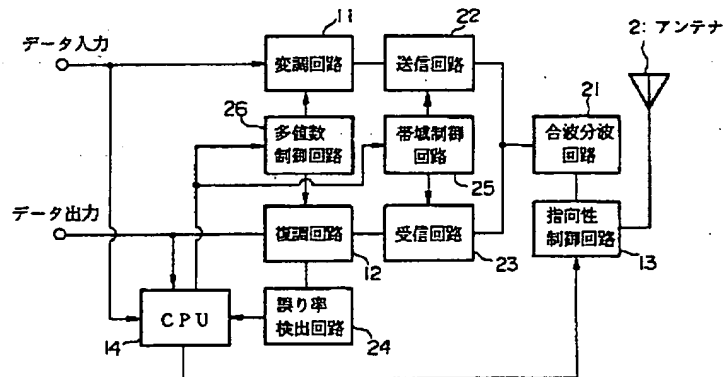 11
22
2: アンテナ
データ入力
変調回路
送信回路
21
26
多値数
制御回路
帯域制御
回路
合波分波
回路
25
データ出力
指向性
制御回路
復調回路
受信回路
12
23
13
CPU
誤り率
検出回路
14
24